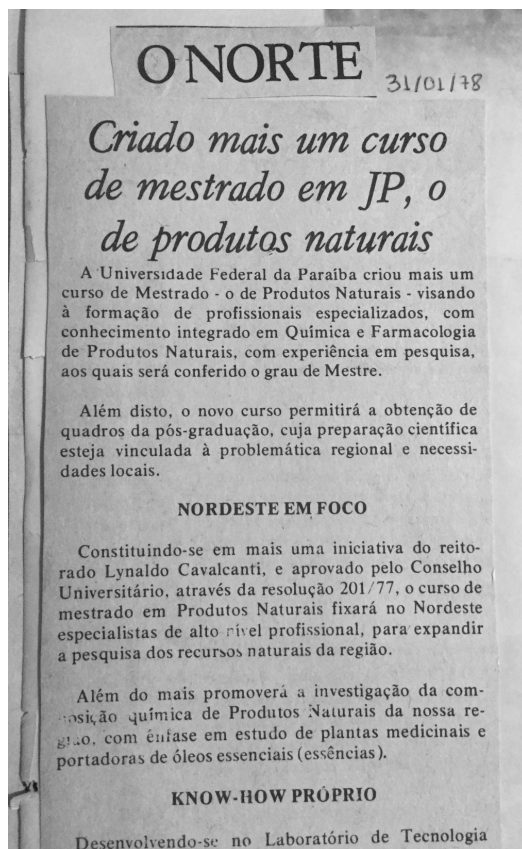 O NORTE
31/01/78
Criado mais um curso
de mestrado em JP, o
de produtos naturais
A Universidade Federal da Paraíba criou mais um
curso de Mestrado - o de Produtos Naturais - visando
à formação de profissionais especializados, com
conhecimento integrado em Química e Farmacologia
de Produtos Naturais, com experiência em pesquisa,
aos quais será conferido o grau de Mestre.
Além disto, o novo curso permitirá a obtenção de
quadros da pós-graduação, cuja preparação científica
esteja vinculada à problemática regional e necessi-
dades locais.
NORDESTE EM FOCO
Constituindo-se em mais uma iniciativa do reito-
rado Lynaldo Cavalcanti, e aprovado pelo Conselho
Universitário, através da resolução 201/77, o curso de
mestrado em Produtos Naturais fixará no Nordeste
especialistas de alto nível profissional, para expandir
a pesquisa dos recursos naturais da região.
Além do mais promoverá a investigação da com-
posição química de Produtos Naturais da nossa re-
gião, com ênfase em estudo de plantas medicinais e
portadoras de óleos essenciais (essências).
KNOW-HOW PRÓPRIO
Desenvolvendo-se no Laboratório de Tecnologia